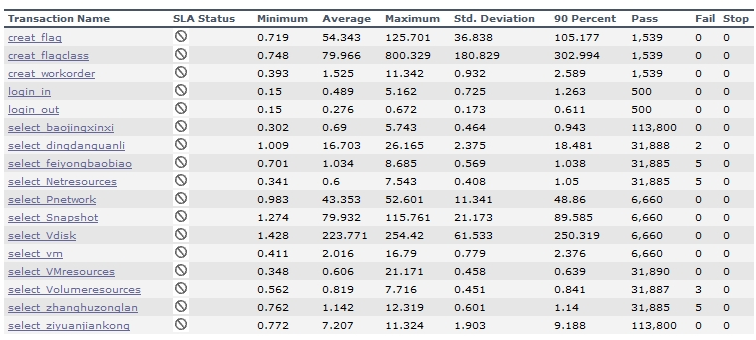 Transaction Name SLA Status Minimum Average Maximum Std. Deviation 90 Percent Pass Fail Stop
creat_flag 0.719 54.343 125.701 36.838 105.177 1,539 0 0
creat_flagclass 0.748 79.966 800.329 180.829 302.994 1,539 0 0
creat_workorder 0.393 1.525 11.342 0.932 2.589 1,539 0 0
login_in 0.15 0.489 5.162 0.725 1.263 500 0 0
login_out 0.15 0.276 0.672 0.173 0.611 500 0 0
select_baojingxinxi 0.302 0.69 5.743 0.464 0.943 113,800 0 0
select_dingdanguanli 1.009 16.703 26.165 2.375 18.481 31,888 2 0
select_feiyongbaobiao 0.701 1.034 8.685 0.569 1.038 31,885 5 0
select_Netresources 0.341 0.6 7.543 0.408 1.05 31,885 5 0
select_Pnetwork 0.983 43.353 52.601 11.341 48.86 6,660 0 0
select_Snapshot 1.274 79.932 115.761 21.173 89.585 6,660 0 0
select_Vdisk 1.428 223.771 254.42 61.533 250.319 6,660 0 0
select_vm 0.411 2.016 16.79 0.779 2.376 6,660 0 0
select_VMresources 0.348 0.606 21.171 0.458 0.639 31,890 0 0
select_Volumeresources 0.562 0.819 7.716 0.451 0.841 31,887 3 0
select_zhanghuzonglan 0.762 1.142 12.319 0.601 1.14 31,885 5 0
select_ziyuanjiankong 0.772 7.207 11.324 1.903 9.188 113,800 0 0